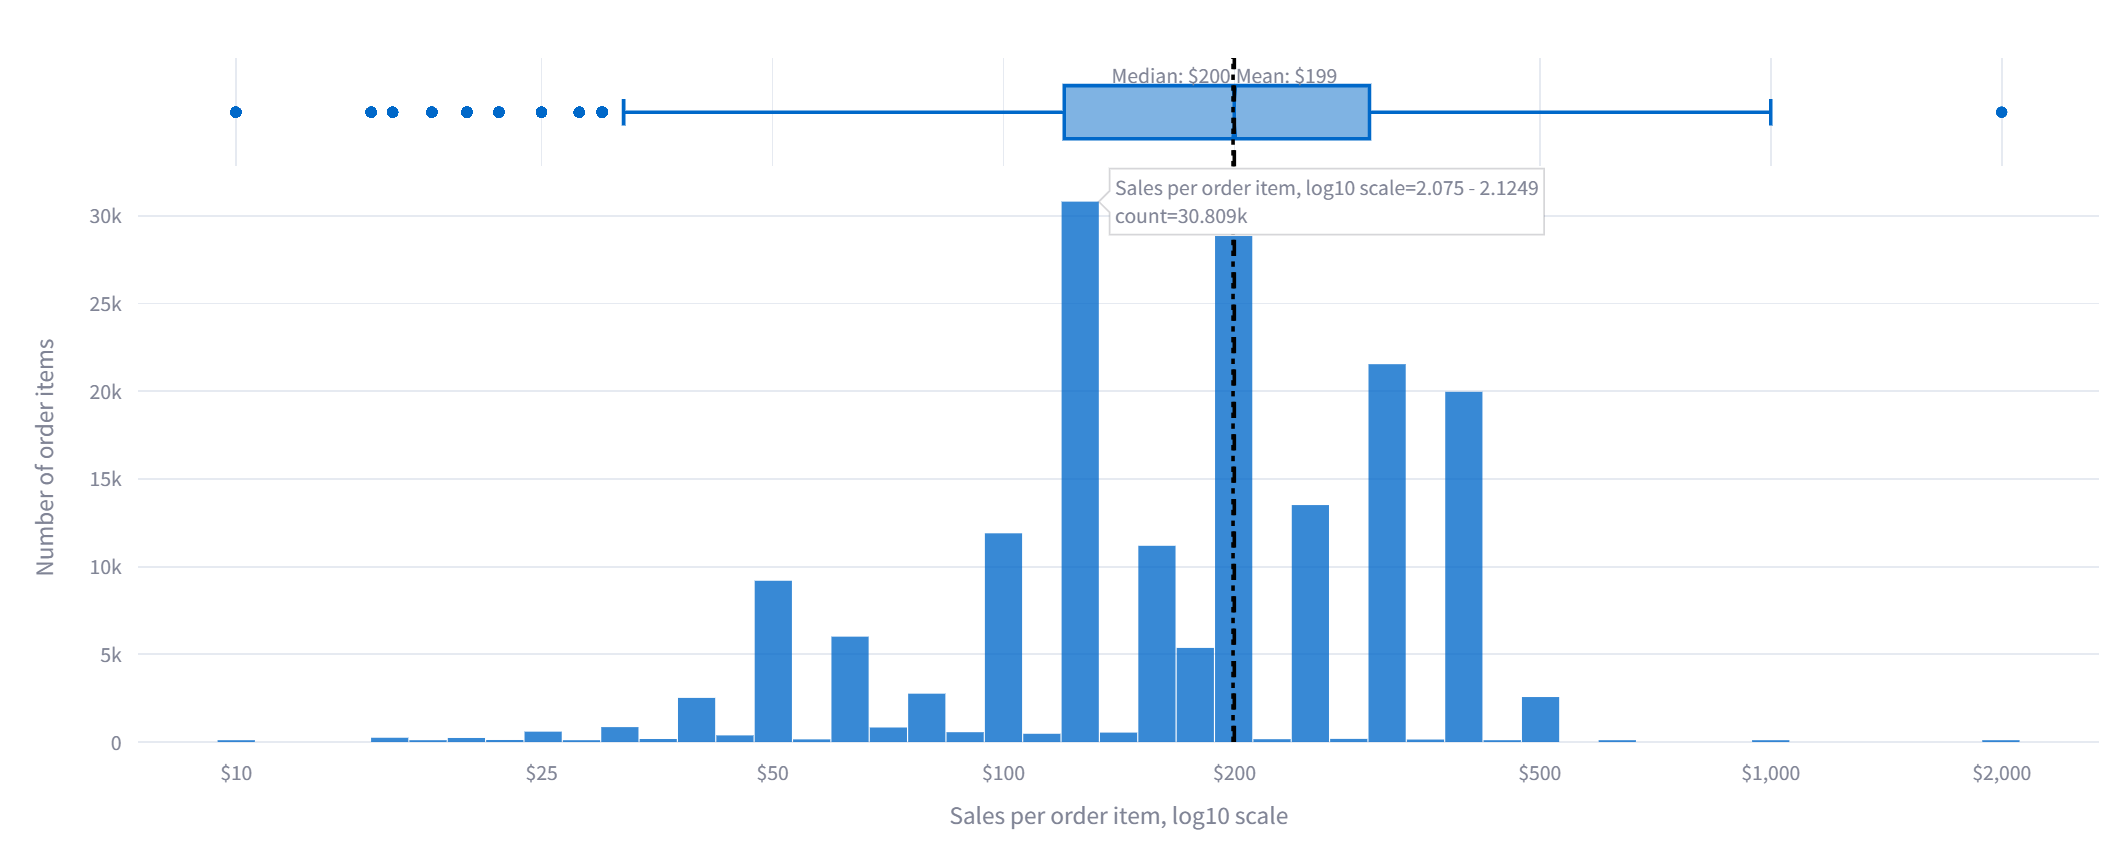 Median: $200 Mean: $199
Sales per order item, log10 scale=2.075 - 2.1249
count=30.809k
30k
25k
20k
15k
10k
5k
0
Number of order items
$10 $25 $50 $100 $200 $500 $1,000 $2,000
Sales per order item, log10 scale